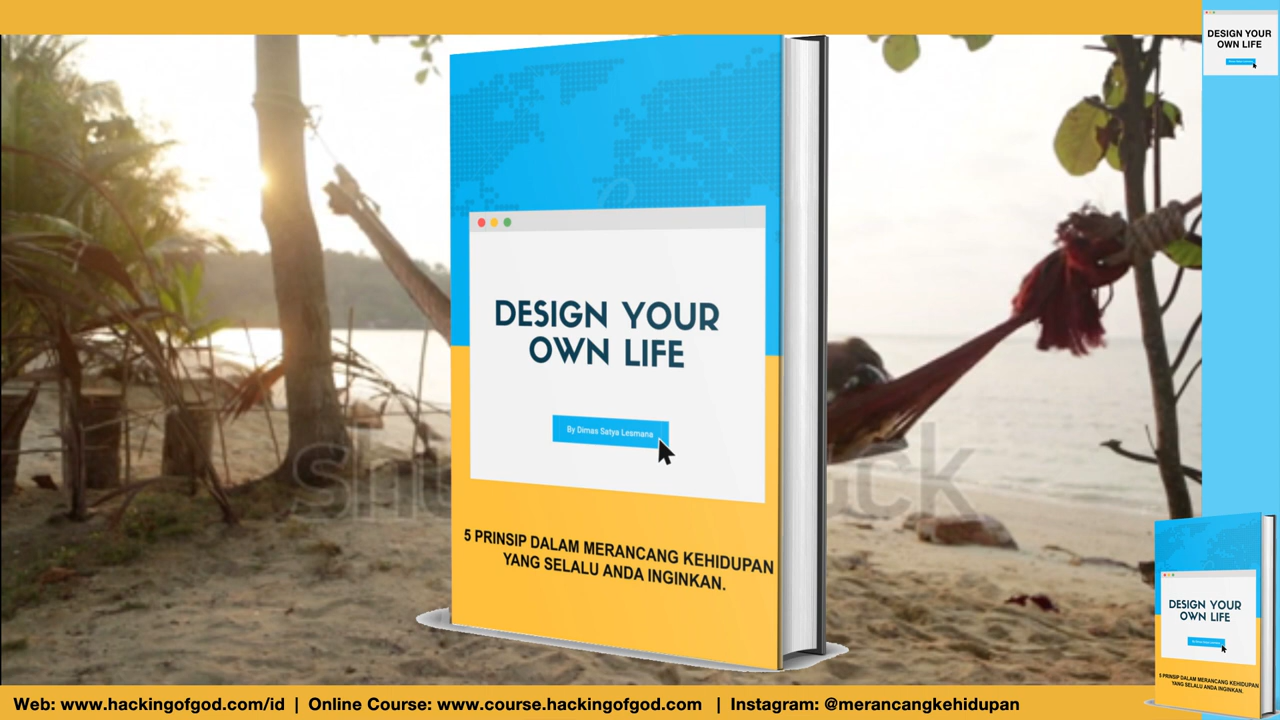 DESIGN YOUR
OWN LIFE
By Dimas Satya Lesmana
5 PRINSIP DALAM MERANCANG KEHIDUPAN
YANG SELALU ANDA INGINKAN.
DESIGN YOUR
OWN LIFE
DESIGN YOUR
OWN LIFE
5 PRINSIP DALAM MERANCANG KEHIDUPAN
YANG SELALU ANDA INGINKAN.
Web: www.hackingofgod.com/id | Online Course: www.course.hackingofgod.com | Instagram: @merancangkehidupan